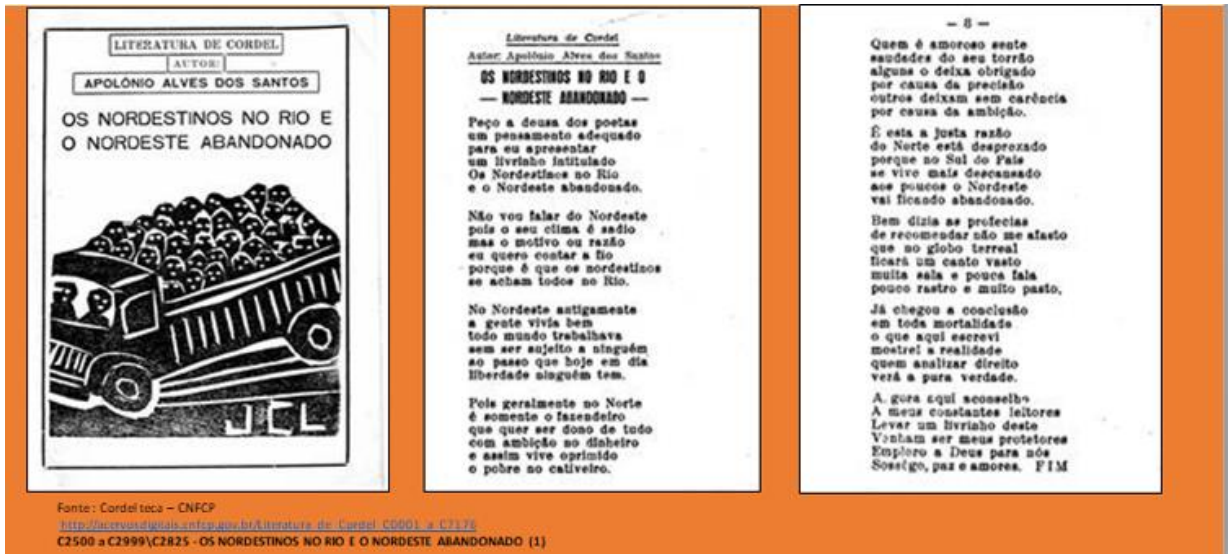 LITERATURA DE CORDEL
AUTOR:
APOLÓNIO ALVES DOS SANTOS
OS NORDESTINOS NO RIO E
O NORDESTE ABANDONADO
JCL
Literatura de Cordel
Autor: Apolônio Alves dos Santos
OS NORDESTINOS NO RIO E O
— NORDESTE ABANDONADO —
Peço a deusa dos poetas
um pensamento adequado
para eu apresentar
um livrinho intitulado
Os Nordestinos no Rio
e o Nordeste abandonado.
Não vou falar do Nordeste
pois o seu clima é sadio
mas o motivo ou razão
eu quero contar a fio
porque é que os nordestinos
se acham todos no Rio.
No Nordeste antigamente
a gente vivia bem
todo mundo trabalhava
sem ser sujeito a ninguém
ao passo que hoje em dia
liberdade ninguém tem.
Pois geralmente no Norte
é somente o fazendeiro
que quer ser dono de tudo
com ambição no dinheiro
e assim vive oprimido
o pobre no cativeiro.
— 8 —
Quem é amoroso sente
saudades do seu torrão
alguns o deixa obrigado
por causa da precisão
outros deixam sem carência
por causa da ambição.
É esta a justa razão
do Norte está desprezado
porque no Sul do País
se vive mais descansado
aos poucos o Nordeste
vai ficando abandonado.
Bem dizia as profecias
de recomendar não me afasto
que no globo terreal
ficará um canto vasto
muita sala e pouca fala
pouco rastro e muito pasto,
Já chegou a conclusão
em toda mortalidade
o que aqui escrevi
mostrei a realidade
quem analizar direito
verá a pura verdade.
A. gora aqui aconselho
A meus constantes leitores
Levar um livrinho deste
Venham ser meus protetores
Emploro a Deus para nós
Sossêgo, paz e amores. FIM
Fonte: Cordelteca – CNFCP
http://acervosdigitais.cnfcp.gov.br/Literatura_de_Cordel_C0001_a_C7176
C2500 a C2999\C2825 - OS NORDESTINOS NO RIO E O NORDESTE ABANDONADO (1)